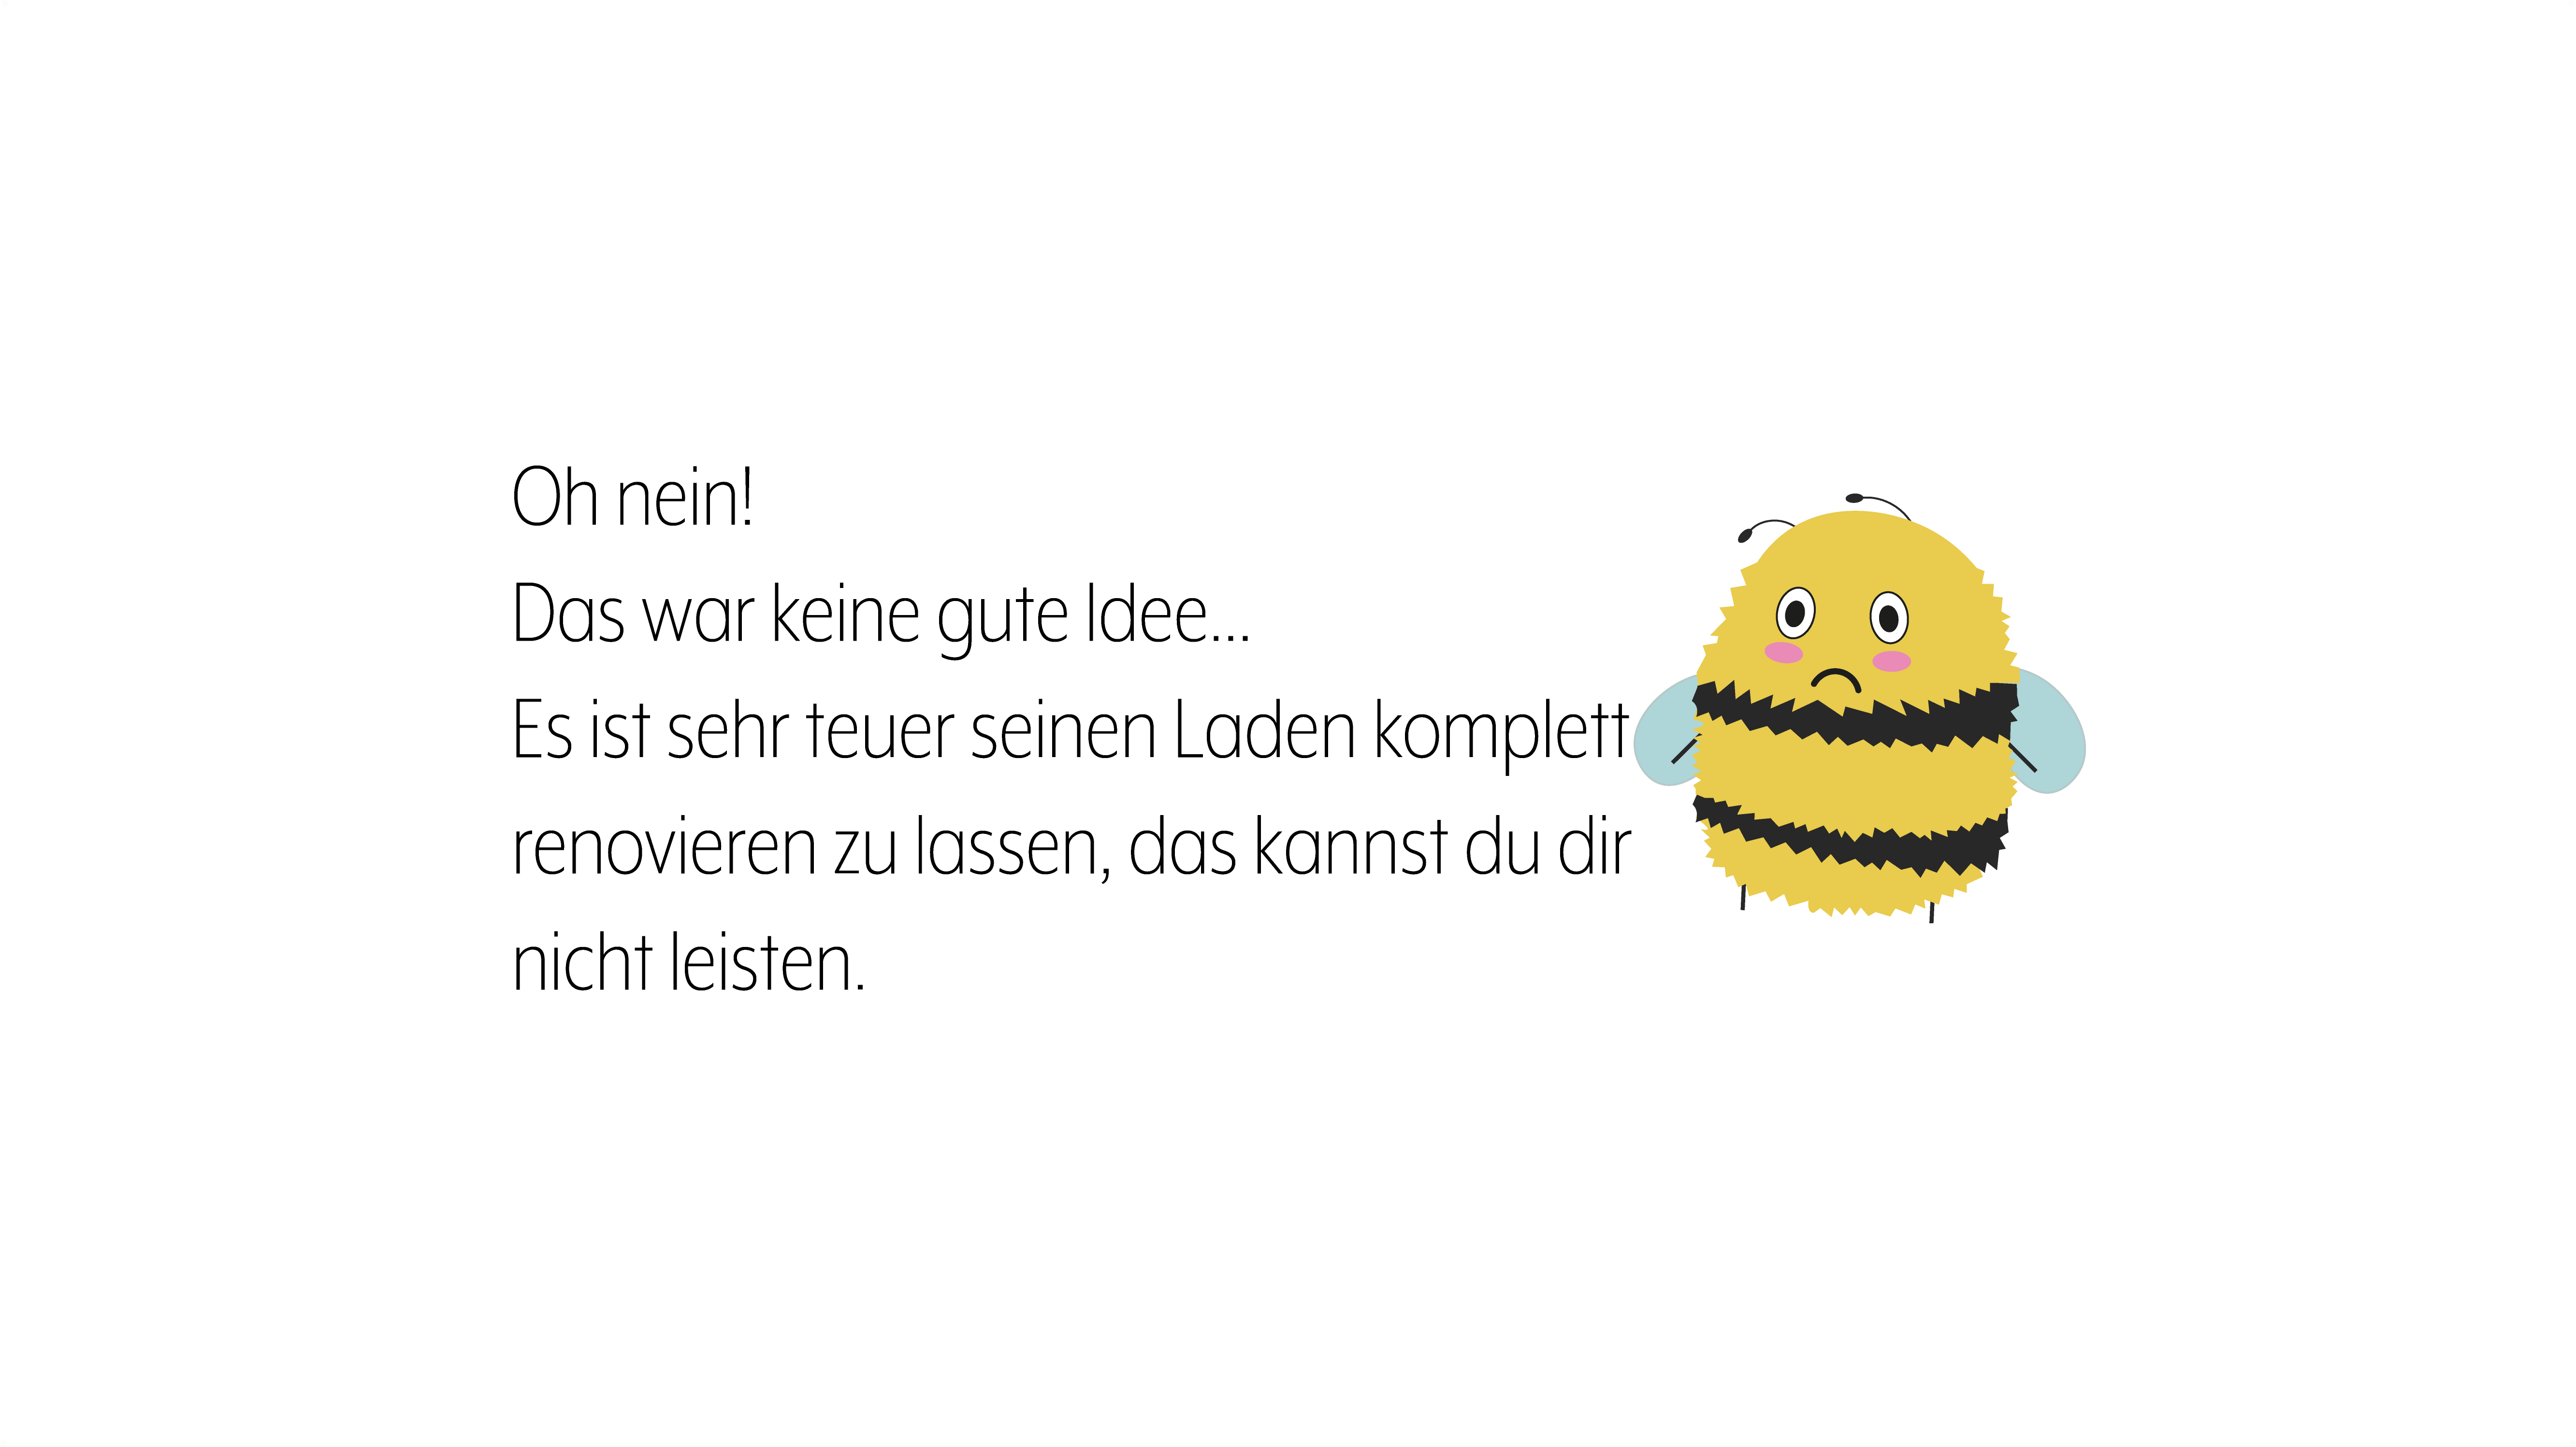 Oh nein!
Das war keine gute Idee...
Es ist sehr teuer seinen Laden komplett
renovieren zu lassen, das kannst du dir
nicht leisten.